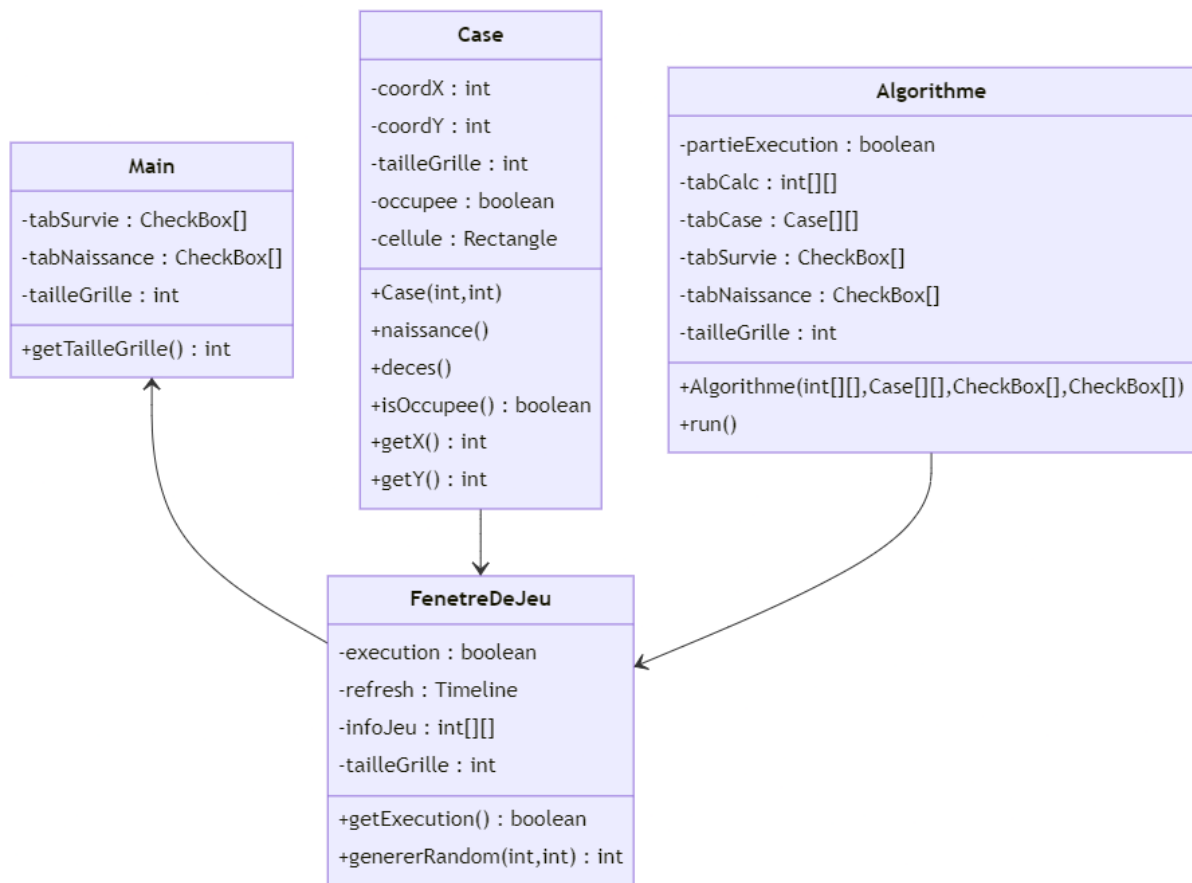 Case
-coordX : int
-coordY : int
-tailleGrille : int
-occupee : boolean
-cellule : Rectangle
+Case(int,int)
+naissance()
+deces()
+isOccupee() : boolean
+getX() : int
+getY() : int
Algorithme
-partieExecution : boolean
-tabCalc : int[][]
-tabCase : Case[][]
-tabSurvie : CheckBox[]
-tabNaissance : CheckBox[]
-tailleGrille : int
+Algorithme(int[][],Case[][],CheckBox[],CheckBox[])
+run()
Main
-tabSurvie : CheckBox[]
-tabNaissance : CheckBox[]
-tailleGrille : int
+getTailleGrille() : int
FenetreDeJeu
-execution : boolean
-refresh : Timeline
-infoJeu : int[][]
-tailleGrille : int
+getExecution() : boolean
+genererRandom(int,int) : int